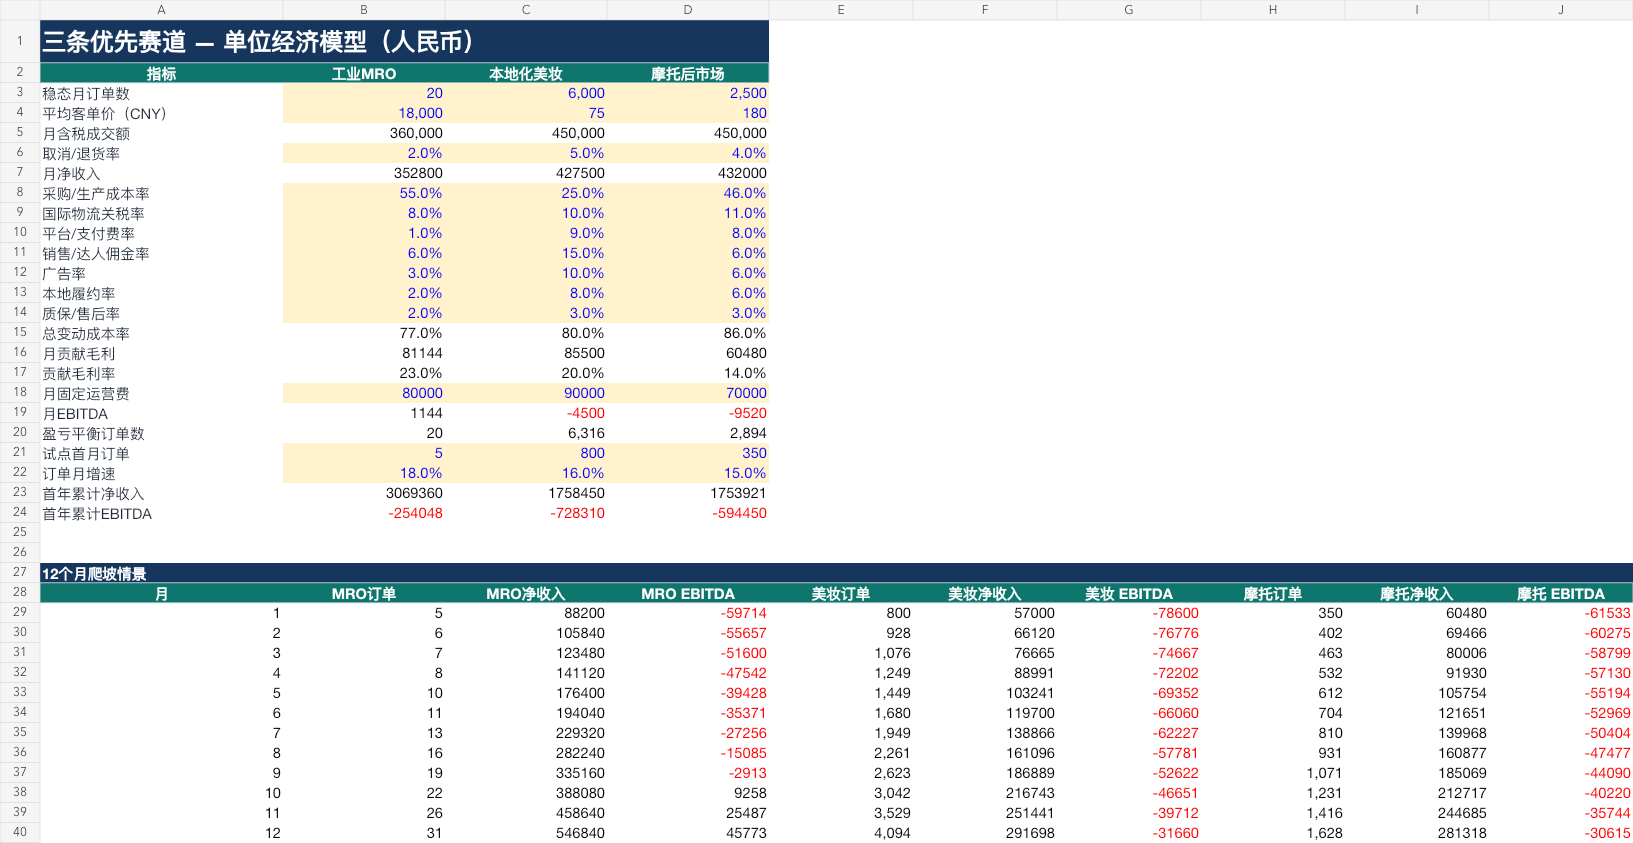 A B C D E F G H I J
1 三条优先赛道 — 单位经济模型（人民币）
2 指标 工业MRO 本地化美妆 摩托后市场
3 稳态月订单数 20 6,000 2,500
4 平均客单价（CNY） 18,000 75 180
5 月含税成交额 360,000 450,000 450,000
6 取消/退货率 2.0% 5.0% 4.0%
7 月净收入 352800 427500 432000
8 采购/生产成本率 55.0% 25.0% 46.0%
9 国际物流关税率 8.0% 10.0% 11.0%
10 平台/支付费率 1.0% 9.0% 8.0%
11 销售/达人佣金率 6.0% 15.0% 6.0%
12 广告率 3.0% 10.0% 6.0%
13 本地履约率 2.0% 8.0% 6.0%
14 质保/售后率 2.0% 3.0% 3.0%
15 总变动成本率 77.0% 80.0% 86.0%
16 月贡献毛利 81144 85500 60480
17 贡献毛利率 23.0% 20.0% 14.0%
18 月固定运营费 80000 90000 70000
19 月EBITDA 1144 -4500 -9520
20 盈亏平衡订单数 20 6,316 2,894
21 试点首月订单 5 800 350
22 订单月增速 18.0% 16.0% 15.0%
23 首年累计净收入 3069360 1758450 1753921
24 首年累计EBITDA -254048 -728310 -594450
25
26
27 12个月爬坡情景
28 月 MRO订单 MRO净收入 MRO EBITDA 美妆订单 美妆净收入 美妆 EBITDA 摩托订单 摩托净收入 摩托 EBITDA
29 1 5 88200 -59714 800 57000 -78600 350 60480 -61533
30 2 6 105840 -55657 928 66120 -76776 402 69466 -60275
31 3 7 123480 -51600 1,076 76665 -74667 463 80006 -58799
32 4 8 141120 -47542 1,249 88991 -72202 532 91930 -57130
33 5 10 176400 -39428 1,449 103241 -69352 612 105754 -55194
34 6 11 194040 -35371 1,680 119700 -66060 704 121651 -52969
35 7 13 229320 -27256 1,949 138866 -62227 810 139968 -50404
36 8 16 282240 -15085 2,261 161096 -57781 931 160877 -47477
37 9 19 335160 -2913 2,623 186889 -52622 1,071 185069 -44090
38 10 22 388080 9258 3,042 216743 -46651 1,231 212717 -40220
39 11 26 458640 25487 3,529 251441 -39712 1,416 244685 -35744
40 12 31 546840 45773 4,094 291698 -31660 1,628 281318 -30615